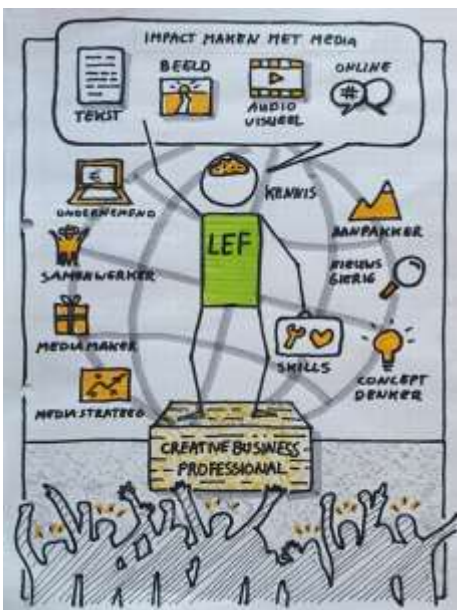 IMPACT MAKEN MET MEDIA
TEKST
BEELD
AUDIO
VISUEEL
ONLINE
#
KENNIS
LEF
€
ONDERNEMEND
SAMENWERKER
MEDIAMAKER
MEDIASTRATEEG
AANPAKKER
NIEUWS
GIERIG
CONCEPT
DENKER
SKILLS
CREATIVE BUSINESS
PROFESSIONAL